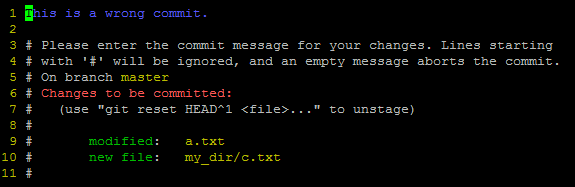 1 This is a wrong commit.
2
3 # Please enter the commit message for your changes. Lines starting
4 # with '#' will be ignored, and an empty message aborts the commit.
5 # On branch master
6 # Changes to be committed:
7 #   (use "git reset HEAD^1 <file>..." to unstage)
8 #
9 #       modified:   a.txt
10 #       new file:   my_dir/c.txt
11 #